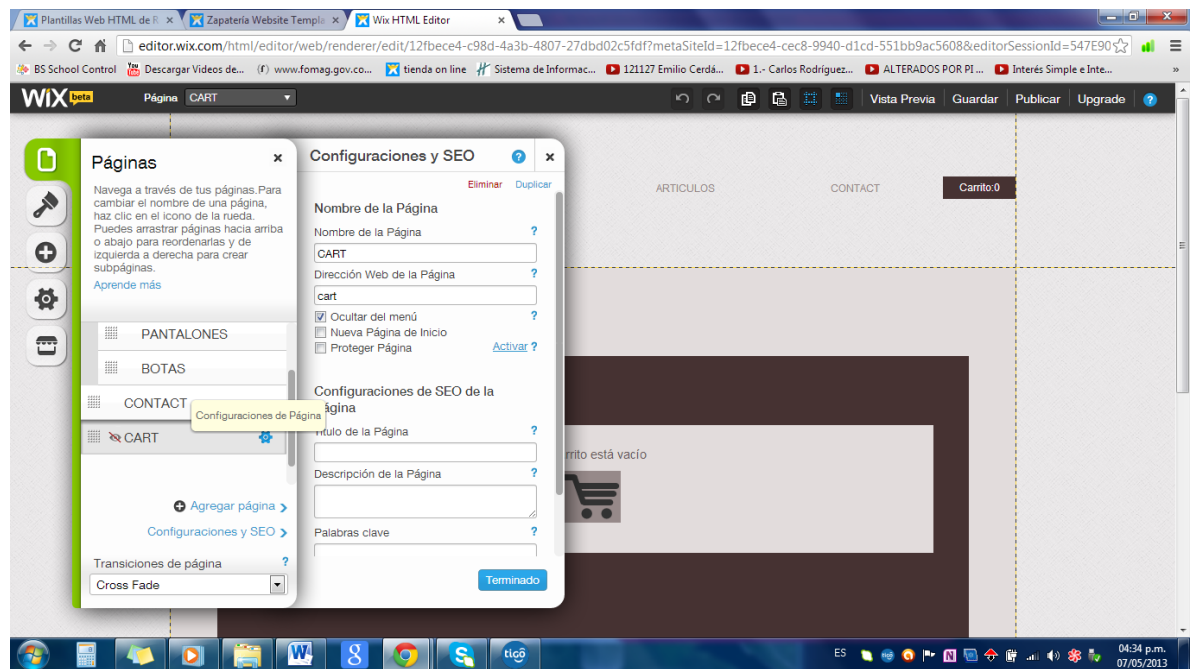 Plantillas Web HTML de R
Zapatería Website Templa
Wix HTML Editor
editor.wix.com/html/editor/web/renderer/edit/12fbece4-c98d-4a3b-4807-27dbd02c5fdf?metaSiteId=12fbece4-cec8-9940-d1cd-551bb9ac5608&editorSessionId=547E90
BS School Control
Descargar Videos de...
www.fomag.gov.co...
tienda on line
Sistema de Informac...
121127 Emilio Cerdá...
1.- Carlos Rodríguez...
ALTERADOS POR PI ...
Interés Simple e Inte...
»
WiX beta
Página
CART
Vista Previa
Guardar
Publicar
Upgrade
?
Páginas
Navega a través de tus páginas.Para
cambiar el nombre de una página,
haz clic en el icono de la rueda.
Puedes arrastrar páginas hacia arriba
o abajo para reordenarlas y de
izquierda a derecha para crear
subpáginas.
Aprende más
PANTALONES
BOTAS
CONTACT
Configuraciones de Página
CART
Agregar página
Configuraciones y SEO
Transiciones de página ?
Cross Fade
Configuraciones y SEO ?
Eliminar Duplicar
Nombre de la Página
Nombre de la Página ?
CART
Dirección Web de la Página ?
cart
Ocultar del menú ?
Nueva Página de Inicio
Proteger Página Activar ?
Configuraciones de SEO de la
ágina
Título de la Página ?
Descripción de la Página ?
Palabras clave ?
Terminado
ARTICULOS
CONTACT
Carrito:0
rrito está vacío
tigo
ES
04:34 p.m.
07/05/2013